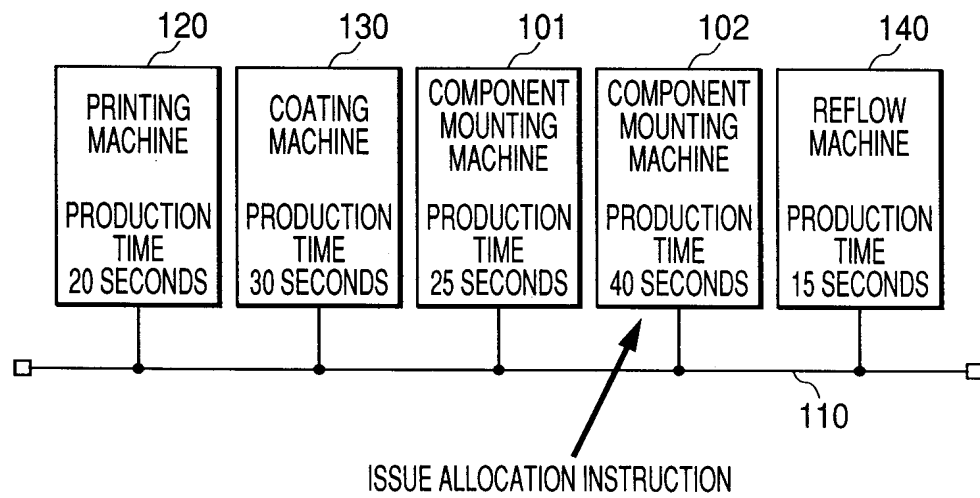 120
130
101
102
140
PRINTING
MACHINE
PRODUCTION
TIME
20 SECONDS
COATING
MACHINE
PRODUCTION
TIME
30 SECONDS
COMPONENT
MOUNTING
MACHINE
PRODUCTION
TIME
25 SECONDS
COMPONENT
MOUNTING
MACHINE
PRODUCTION
TIME
40 SECONDS
REFLOW
MACHINE
PRODUCTION
TIME
15 SECONDS
110
ISSUE ALLOCATION INSTRUCTION